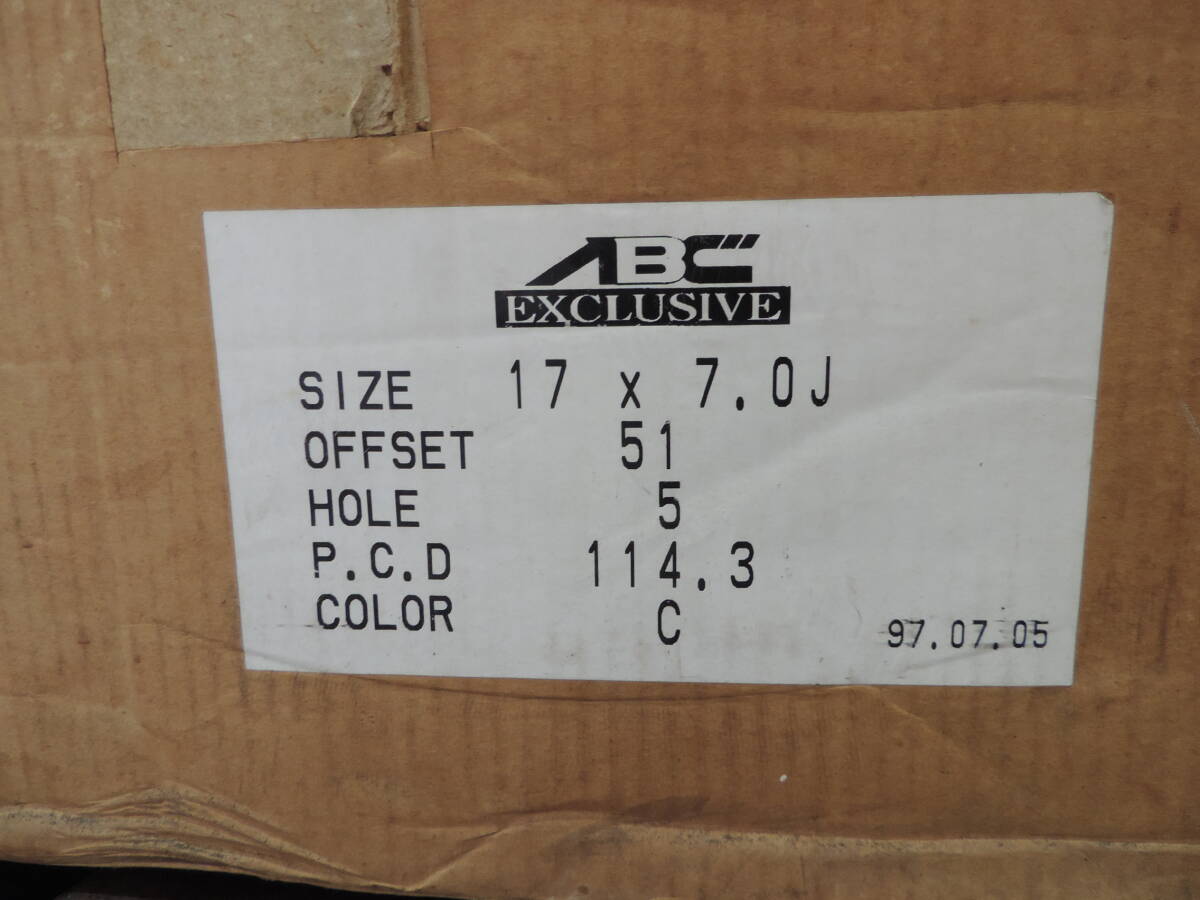 ABC
EXCLUSIVE
SIZE 17 x 7.0J
OFFSET 51
HOLE 5
P.C.D 114.3
COLOR C
97.07.05